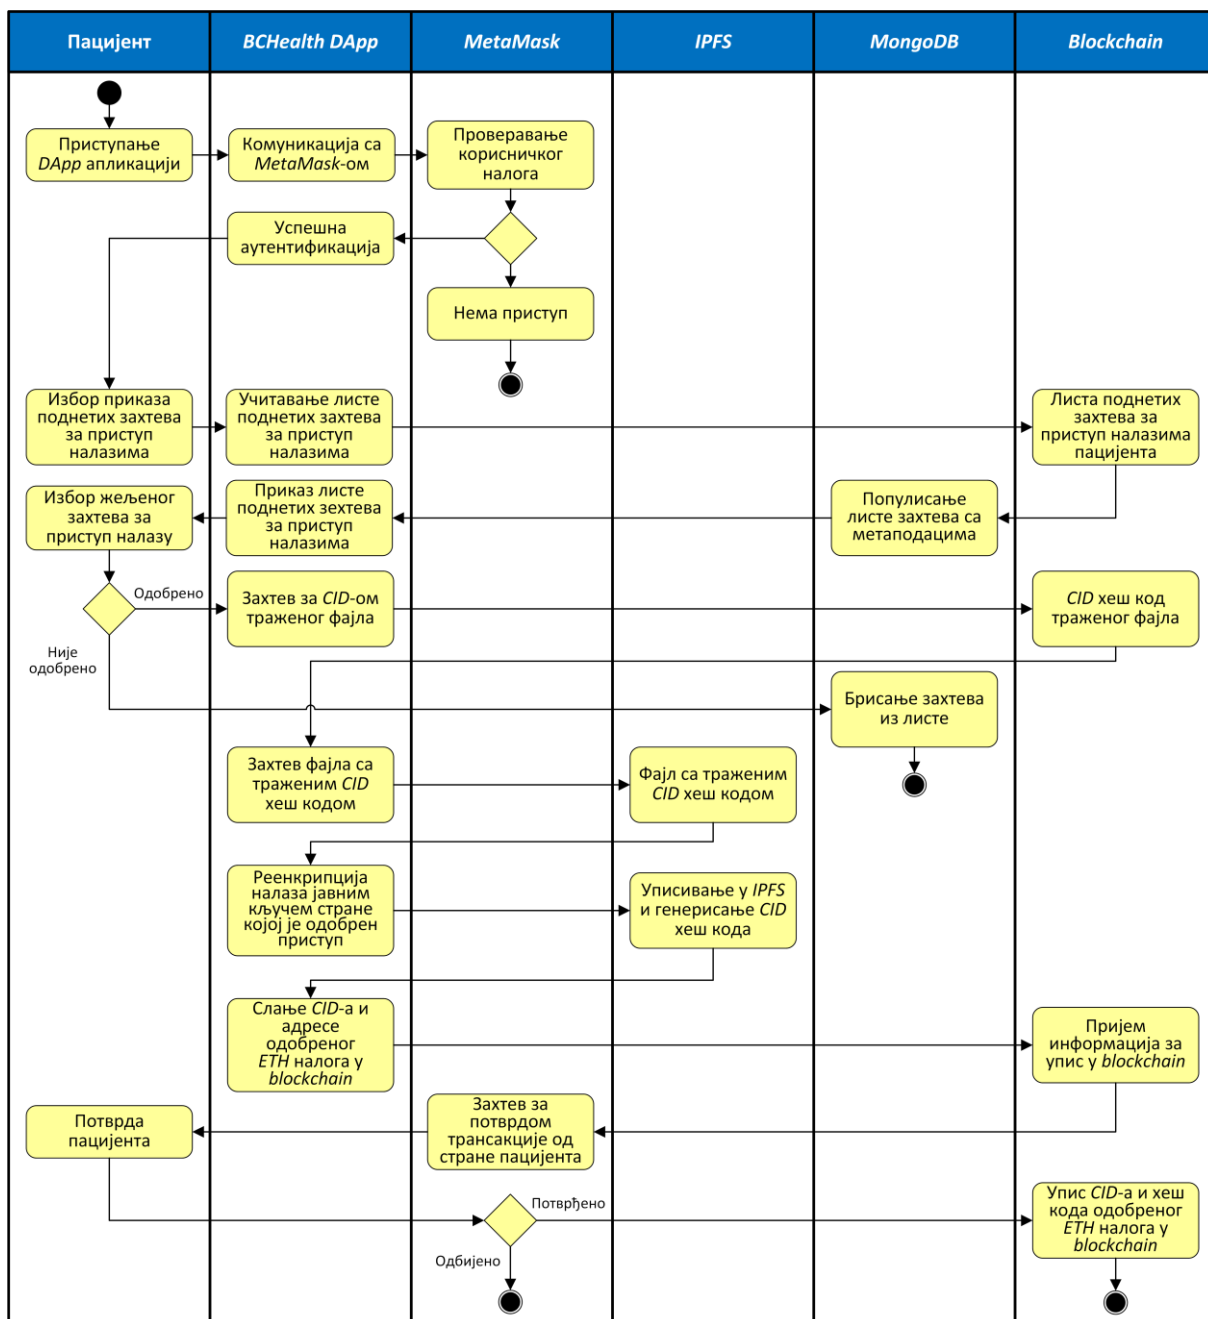 Пацијент
BCHealth DApp
MetaMask
IPFS
MongoDB
Blockchain
Приступање
DApp апликацији
Комуникација са
MetaMask-ом
Проверавање
корисничког
налога
Успешна
аутентификација
Нема приступ
Избор приказа
поднетих захтева
за приступ
налазима
Учитавање листе
поднетих захтева
за приступ
налазима
Листа поднетих
захтева за
приступ налазима
пацијента
Избор жељеног
захтева за
приступ налазу
Приказ листе
поднетих зехтева
за приступ
налазима
Популисање
листе захтева са
метаподацима
Одобрено
Захтев за CID-ом
траженог фајла
CID хеш код
траженог фајла
Није
одобрено
Брисање захтева
из листе
Захтев фајла са
траженим CID
хеш кодом
Фајл са траженим
CID хеш кодом
Реенкрипција
налаза јавним
кључем стране
којој је одобрен
приступ
Уписивање у IPFS
и генерисање CID
хеш кода
Слање CID-а и
адресе
одобреног
ETH налога у
blockchain
Пријем
информација за
упис у blockchain
Потврда
пацијента
Захтев за
потврдом
трансакције од
стране пацијента
Потврђено
Упис CID-а и хеш
кода одобреног
ETH налога у
blockchain
Одбијено